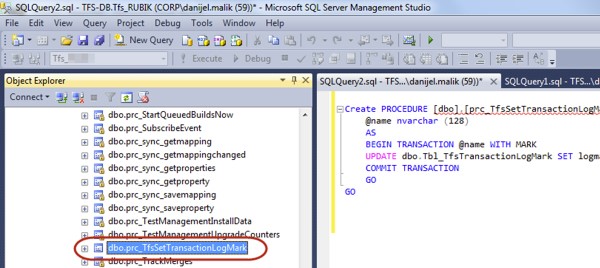 SQLQuery2.sql - TFS-DB.Tfs_RUBIK (CORP\danijel.malik (59))* - Microsoft SQL Server Management Studio
File Edit View Query Project Debug Tools Window Community Help
New Query
Tfs_
Execute
Object Explorer
SQLQuery2.sql - TFS...\danijel.malik (59))*
SQLQuery1.sql - TFS...\d
Connect
dbo.prc_StartQueuedBuildsNow
dbo.prc_SubscribeEvent
dbo.prc_sync_getmapping
dbo.prc_sync_getmappingchanged
dbo.prc_sync_getproperties
dbo.prc_sync_getproperty
dbo.prc_sync_savemapping
dbo.prc_sync_saveproperty
dbo.prc_TestManagementInstallData
dbo.prc_TestManagementUpgradeCounters
dbo.prc_TfsSetTransactionLogMark
dbo.prc_TrackMerges
Create PROCEDURE [dbo].[prc_TfsSetTransactionLogM
@name nvarchar (128)
AS
BEGIN TRANSACTION @name WITH MARK
UPDATE dbo.Tbl_TfsTransactionLogMark SET logm
COMMIT TRANSACTION
GO
GO